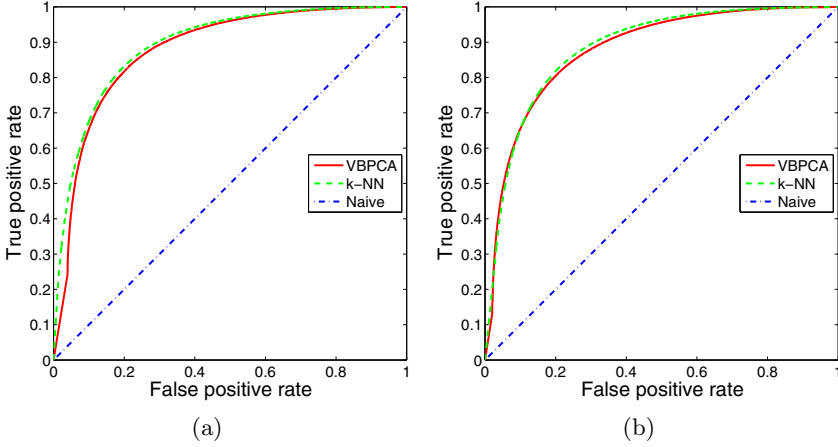 1
0.9
0.8
0.7
0.6
0.5
0.4
0.3
0.2
0.1
0
True positive rate
0 0.2 0.4 0.6 0.8 1
False positive rate
VBPCA
k-NN
Naive
(a)
1
0.9
0.8
0.7
0.6
0.5
0.4
0.3
0.2
0.1
0
True positive rate
0 0.2 0.4 0.6 0.8 1
False positive rate
VBPCA
k-NN
Naive
(b)